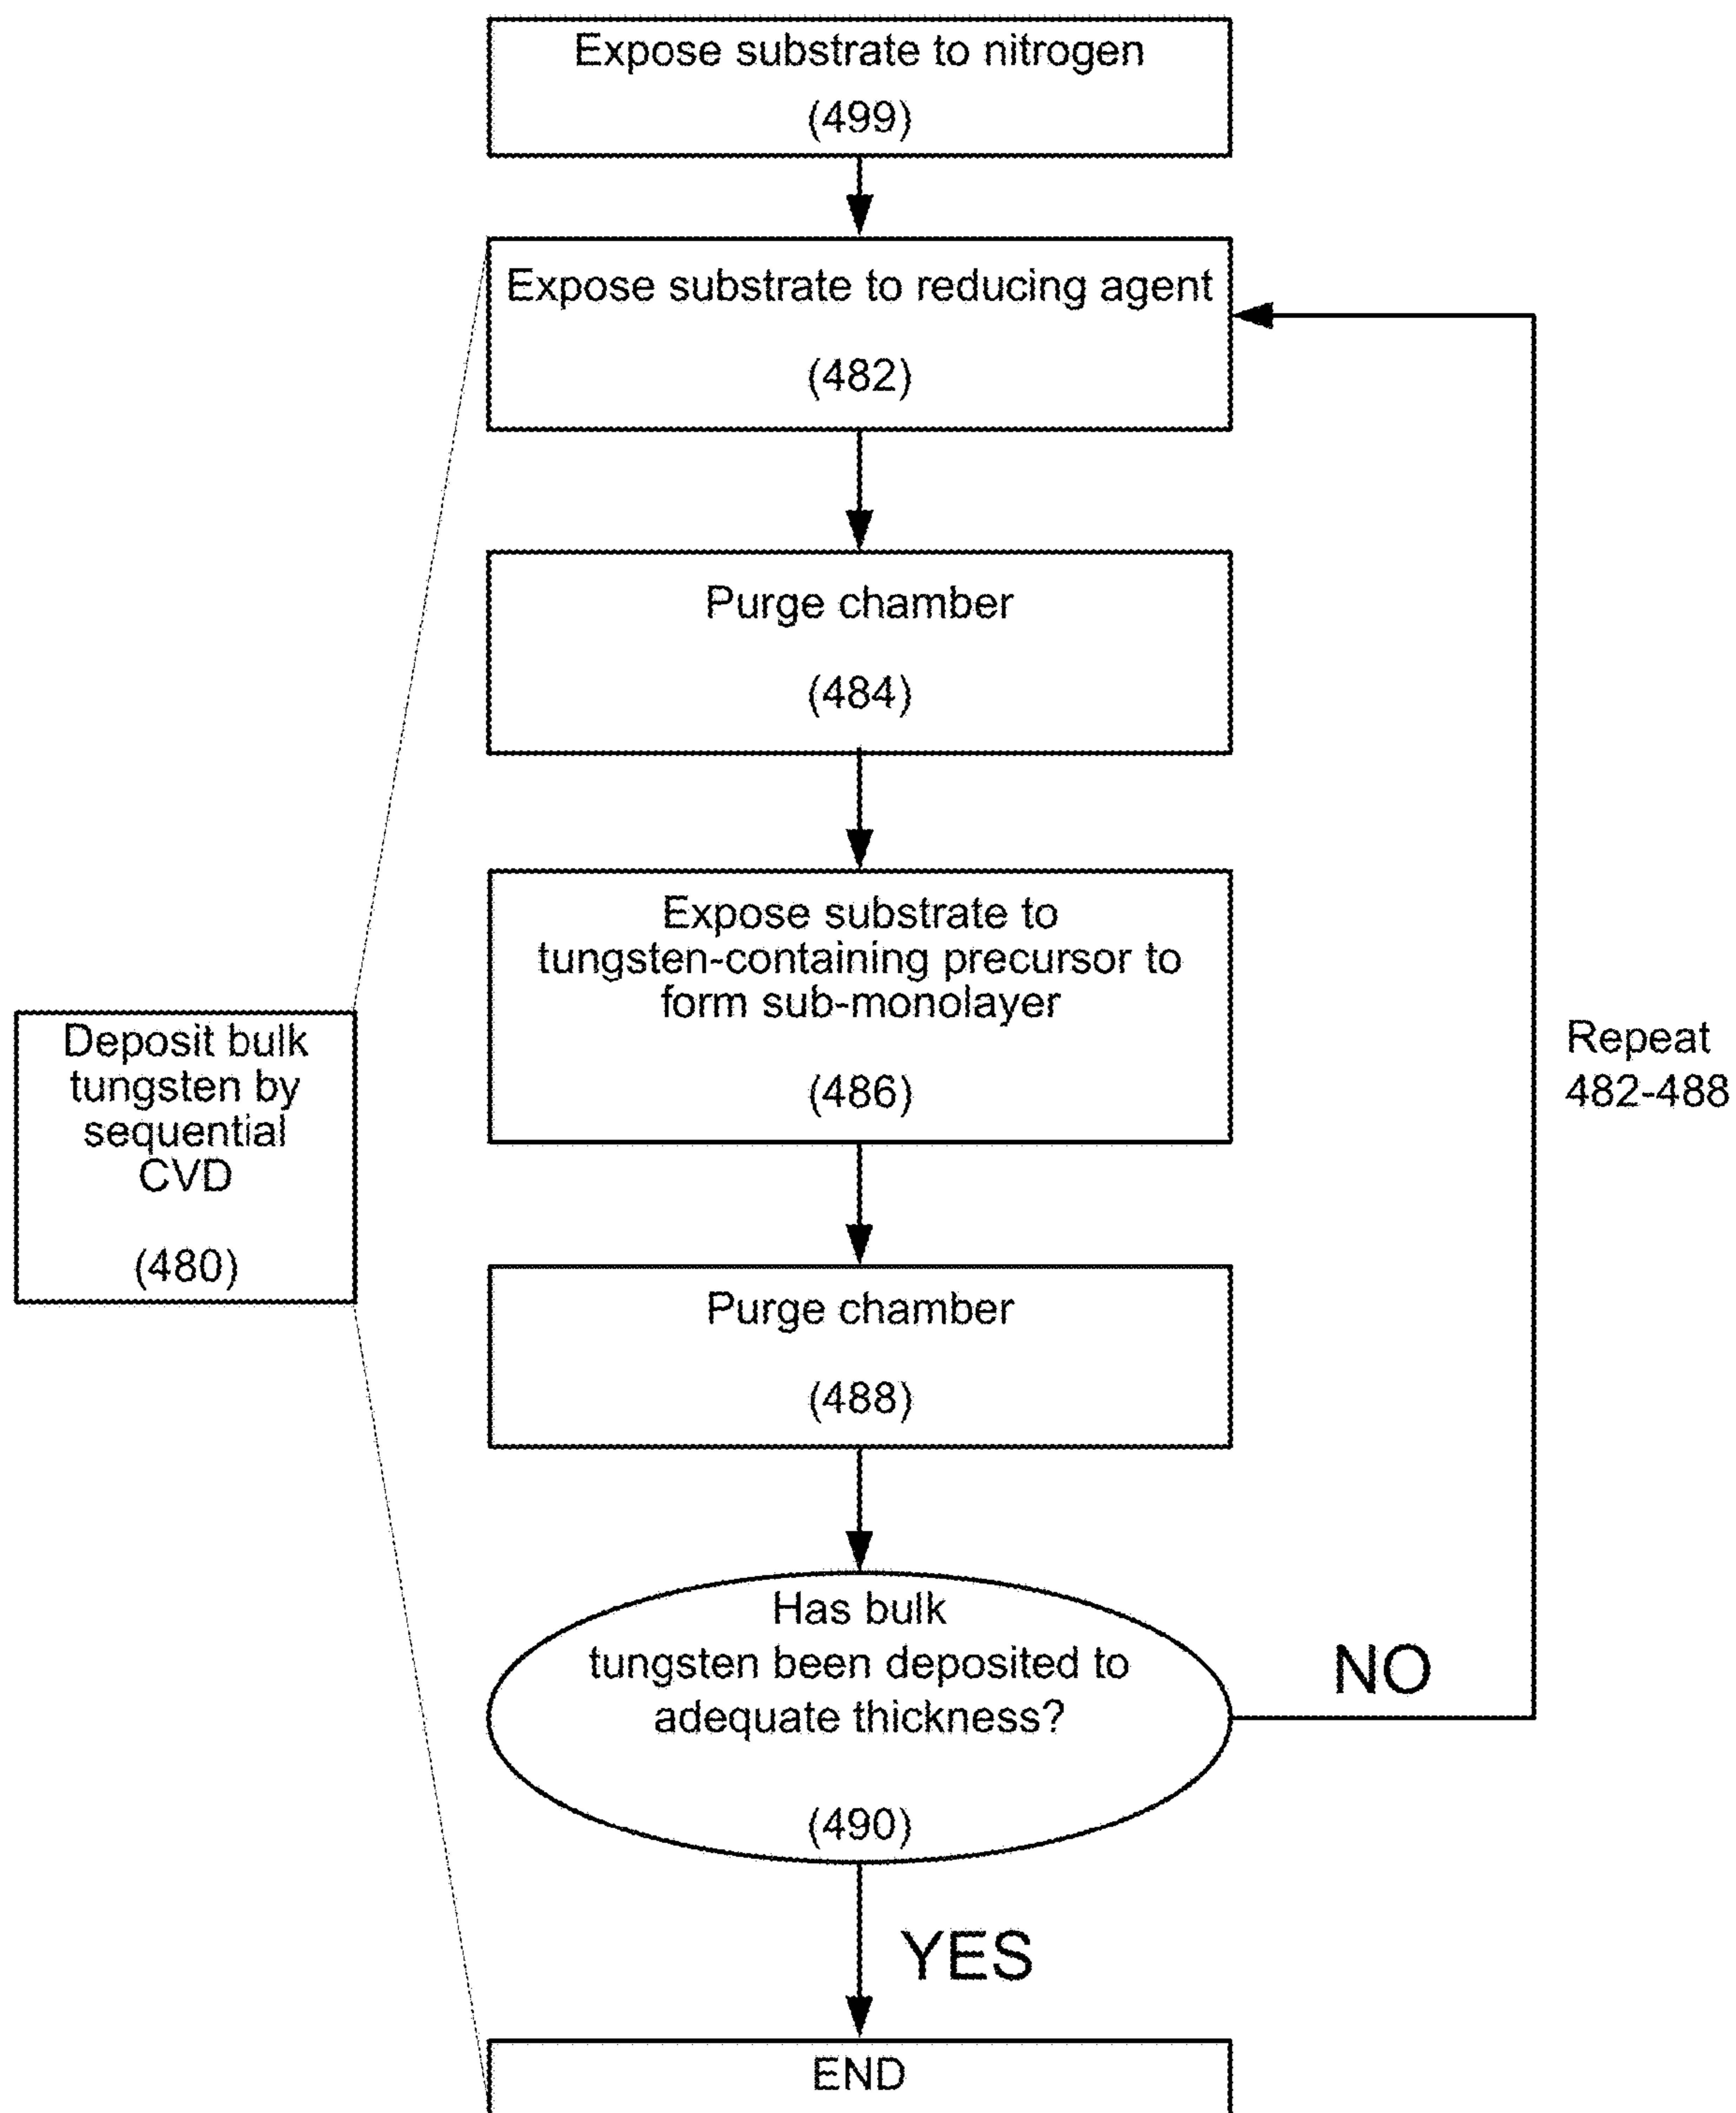 Expose substrate to nitrogen
(499)
Expose substrate to reducing agent
(482)
Purge chamber
(484)
Expose substrate to
tungsten-containing precursor to
form sub-monolayer
(486)
Deposit bulk
tungsten by
sequential
CVD
(480)
Repeat
482-488
Purge chamber
(488)
Has bulk
tungsten been deposited to
adequate thickness?
(490)
NO
YES
END